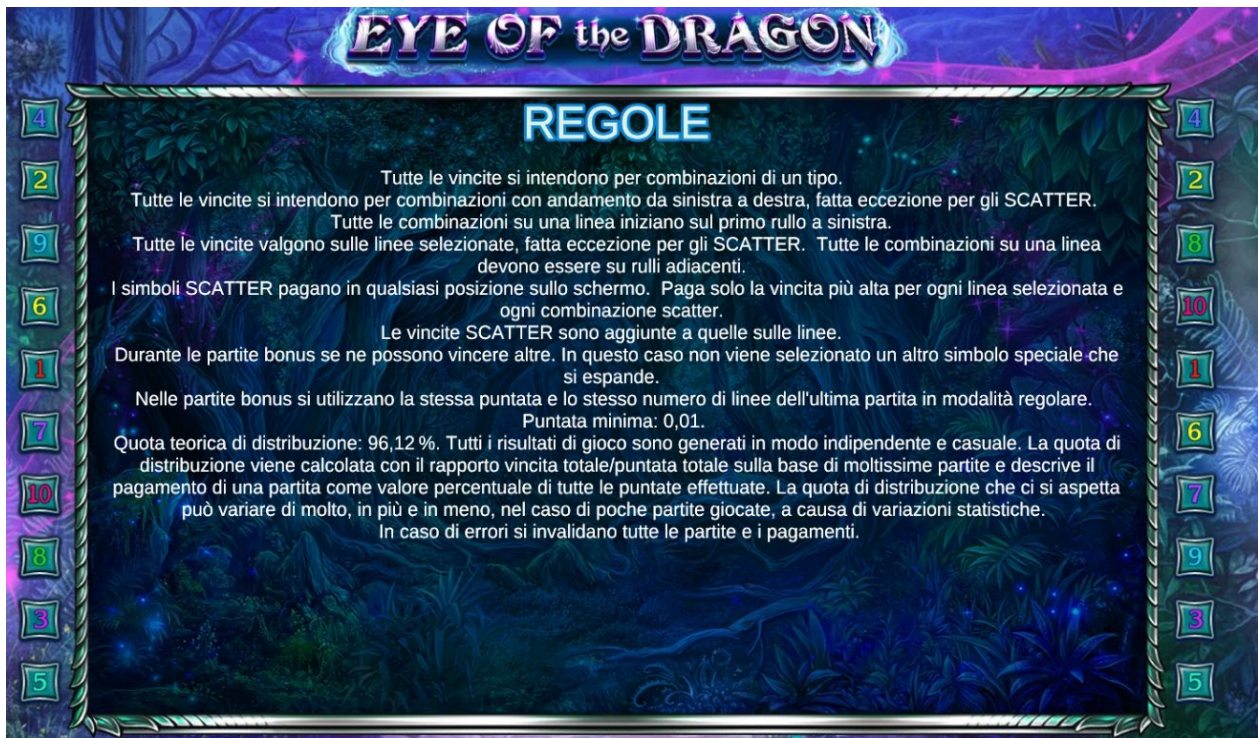 EYE OF the DRAGON
REGOLE
Tutte le vincite si intendono per combinazioni di un tipo.
Tutte le vincite si intendono per combinazioni con andamento da sinistra a destra, fatta eccezione per gli SCATTER.
Tutte le combinazioni su una linea iniziano sul primo rullo a sinistra.
Tutte le vincite valgono sulle linee selezionate, fatta eccezione per gli SCATTER.  Tutte le combinazioni su una linea
devono essere su rulli adiacenti.
I simboli SCATTER pagano in qualsiasi posizione sullo schermo.  Paga solo la vincita più alta per ogni linea selezionata e
ogni combinazione scatter.
Le vincite SCATTER sono aggiunte a quelle sulle linee.
Durante le partite bonus se ne possono vincere altre. In questo caso non viene selezionato un altro simbolo speciale che
si espande.
Nelle partite bonus si utilizzano la stessa puntata e lo stesso numero di linee dell'ultima partita in modalità regolare.
Puntata minima: 0,01.
Quota teorica di distribuzione: 96,12 %. Tutti i risultati di gioco sono generati in modo indipendente e casuale. La quota di
distribuzione viene calcolata con il rapporto vincita totale/puntata totale sulla base di moltissime partite e descrive il
pagamento di una partita come valore percentuale di tutte le puntate effettuate. La quota di distribuzione che ci si aspetta
può variare di molto, in più e in meno, nel caso di poche partite giocate, a causa di variazioni statistiche.
In caso di errori si invalidano tutte le partite e i pagamenti.
4
2
9
6
1
7
10
8
3
5
4
2
8
10
1
6
7
9
3
5